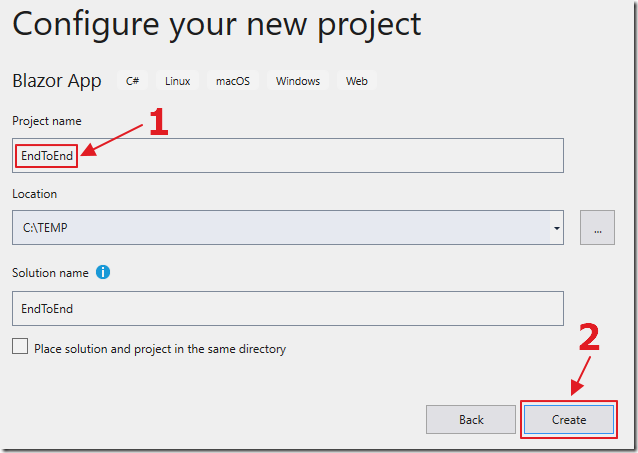 Configure your new project
Blazor App C# Linux macOS Windows Web
Project name
1
EndToEnd
Location
C:\TEMP
...
Solution name i
EndToEnd
Place solution and project in the same directory
2
Back Create